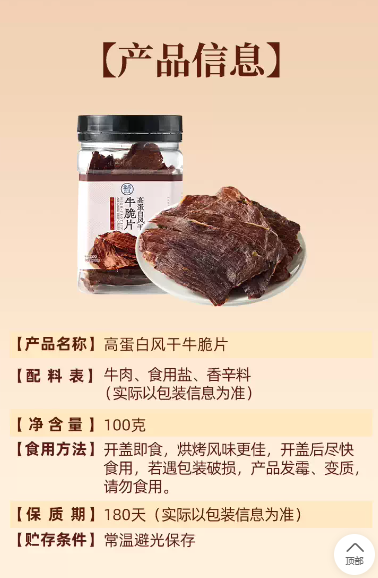 【产品信息】
高蛋白风干
牛脆片
【产品名称】高蛋白风干牛脆片
【配料表】牛肉、食用盐、香辛料
（实际以包装信息为准）
【净含量】100克
【食用方法】开盖即食，烘烤风味更佳，开盖后尽快
食用，若遇包装破损，产品发霉、变质，
请勿食用。
【保质期】180天（实际以包装信息为准）
【贮存条件】常温避光保存
顶部